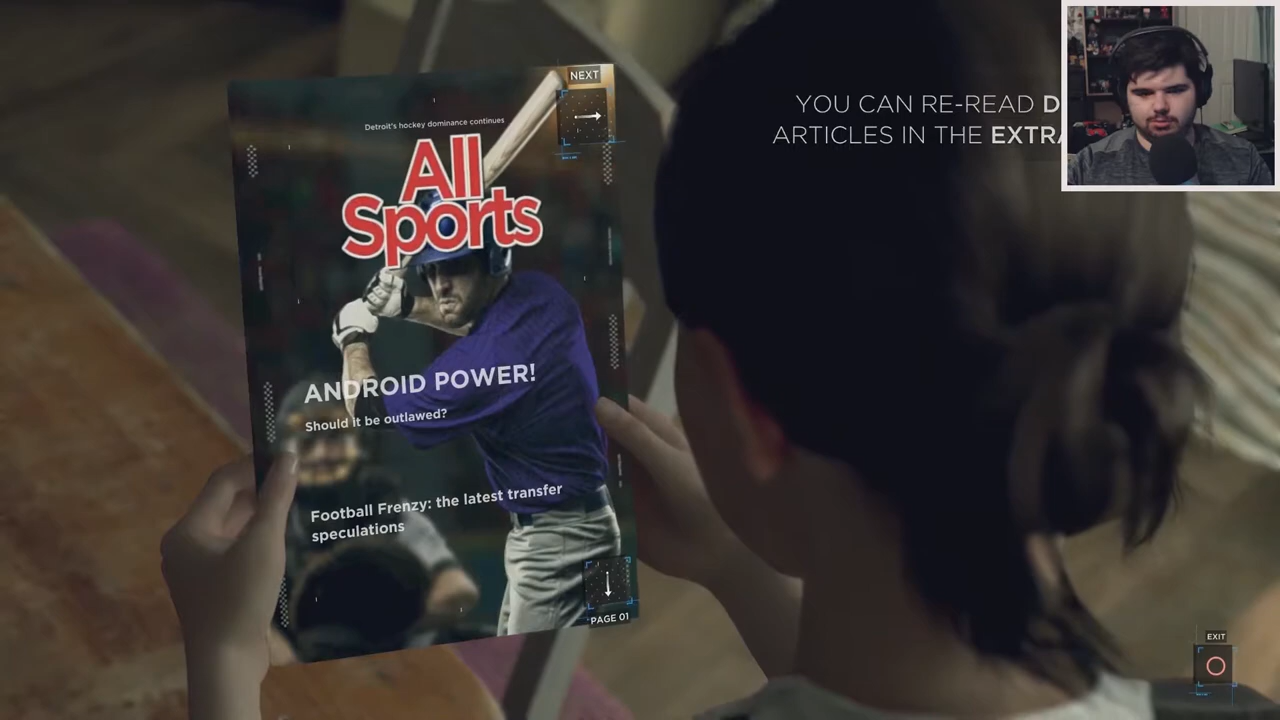 NEXT
YOU CAN RE-READ
ARTICLES IN THE
Detroit's hockey dominance continues
All
Sports
ANDROID POWER!
Should it be outlawed?
Football Frenzy: the latest transfer
speculations
PAGE 01
EXIT